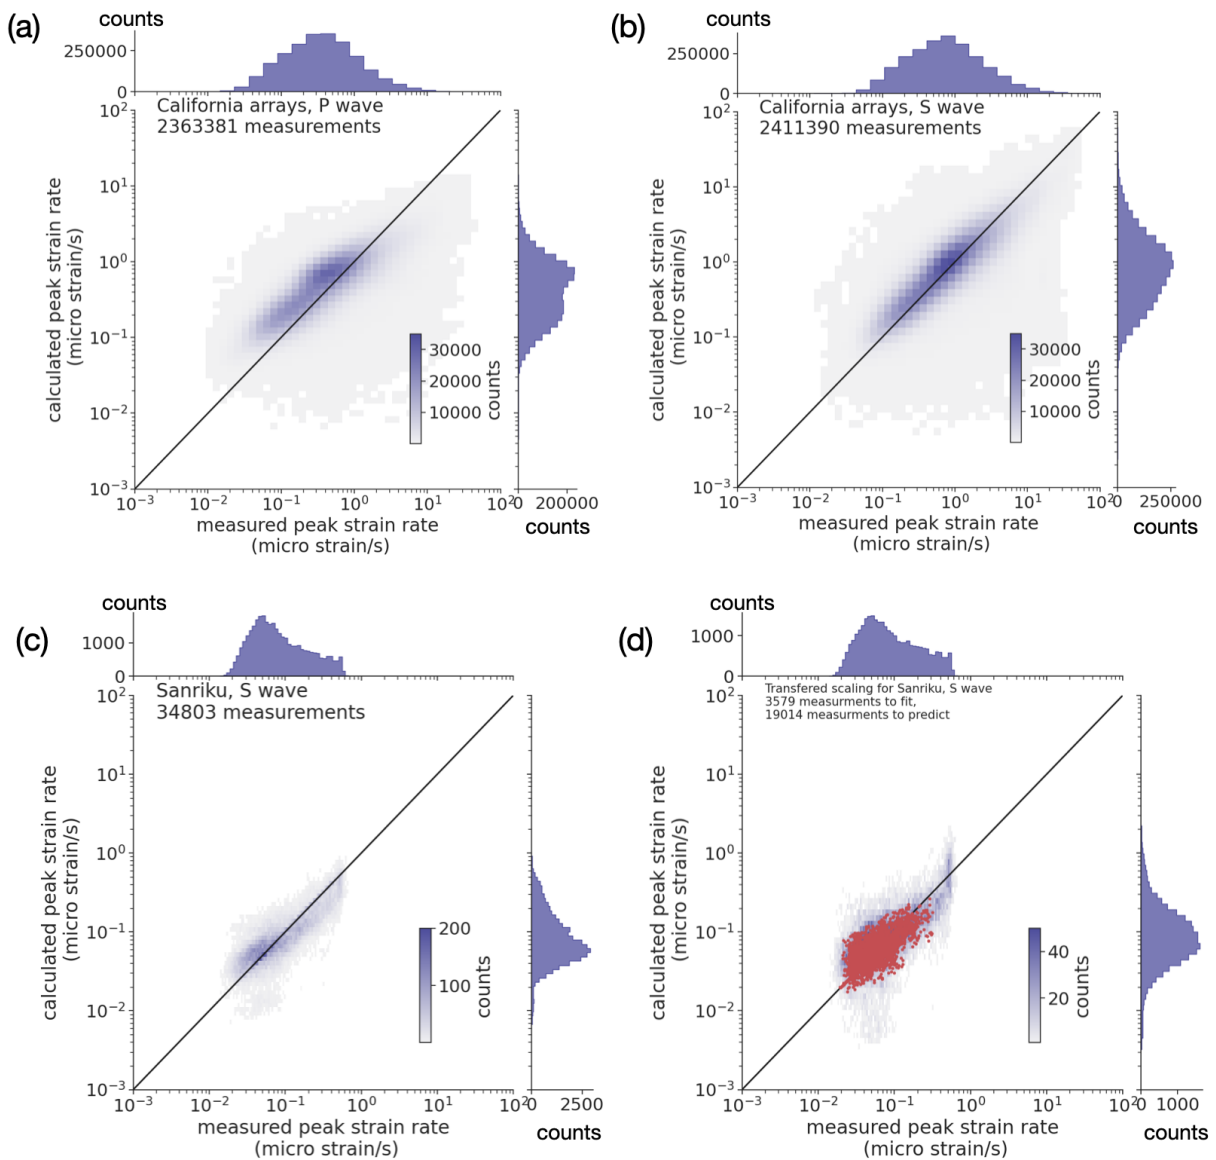 (a)
counts
250000
0
California arrays, P wave
2363381 measurements
10²
10¹
10⁰
10⁻¹
10⁻²
10⁻³
calculated peak strain rate
(micro strain/s)
30000
20000
10000
counts
10⁻³ 10⁻² 10⁻¹ 10⁰ 10¹ 10²
measured peak strain rate
(micro strain/s)
0 200000
counts
(b)
counts
250000
0
California arrays, S wave
2411390 measurements
10²
10¹
10⁰
10⁻¹
10⁻²
10⁻³
calculated peak strain rate
(micro strain/s)
30000
20000
10000
counts
10⁻³ 10⁻² 10⁻¹ 10⁰ 10¹ 10²
measured peak strain rate
(micro strain/s)
0 250000
counts
(c)
counts
1000
0
Sanriku, S wave
34803 measurements
10²
10¹
10⁰
10⁻¹
10⁻²
10⁻³
calculated peak strain rate
(micro strain/s)
200
100
counts
10⁻³ 10⁻² 10⁻¹ 10⁰ 10¹ 10²
measured peak strain rate
(micro strain/s)
0 2500
counts
(d)
counts
1000
0
Transfered scaling for Sanriku, S wave
3579 measurments to fit,
19014 measurments to predict
10²
10¹
10⁰
10⁻¹
10⁻²
10⁻³
calculated peak strain rate
(micro strain/s)
40
20
counts
10⁻³ 10⁻² 10⁻¹ 10⁰ 10¹ 10²
measured peak strain rate
(micro strain/s)
0 1000
counts